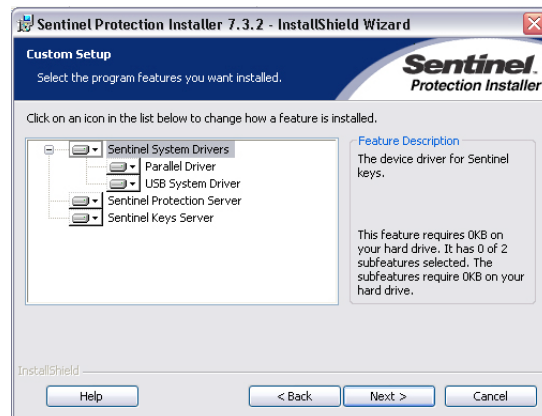 Sentinel Protection Installer 7.3.2 - InstallShield Wizard
Custom Setup
Select the program features you want installed.
Sentinel.
Protection Installer
Click on an icon in the list below to change how a feature is installed.
Sentinel System Drivers
Parallel Driver
USB System Driver
Sentinel Protection Server
Sentinel Keys Server
Feature Description
The device driver for Sentinel
keys.
This feature requires 0KB on
your hard drive. It has 0 of 2
subfeatures selected. The
subfeatures require 0KB on your
hard drive.
InstallShield
Help
< Back
Next >
Cancel